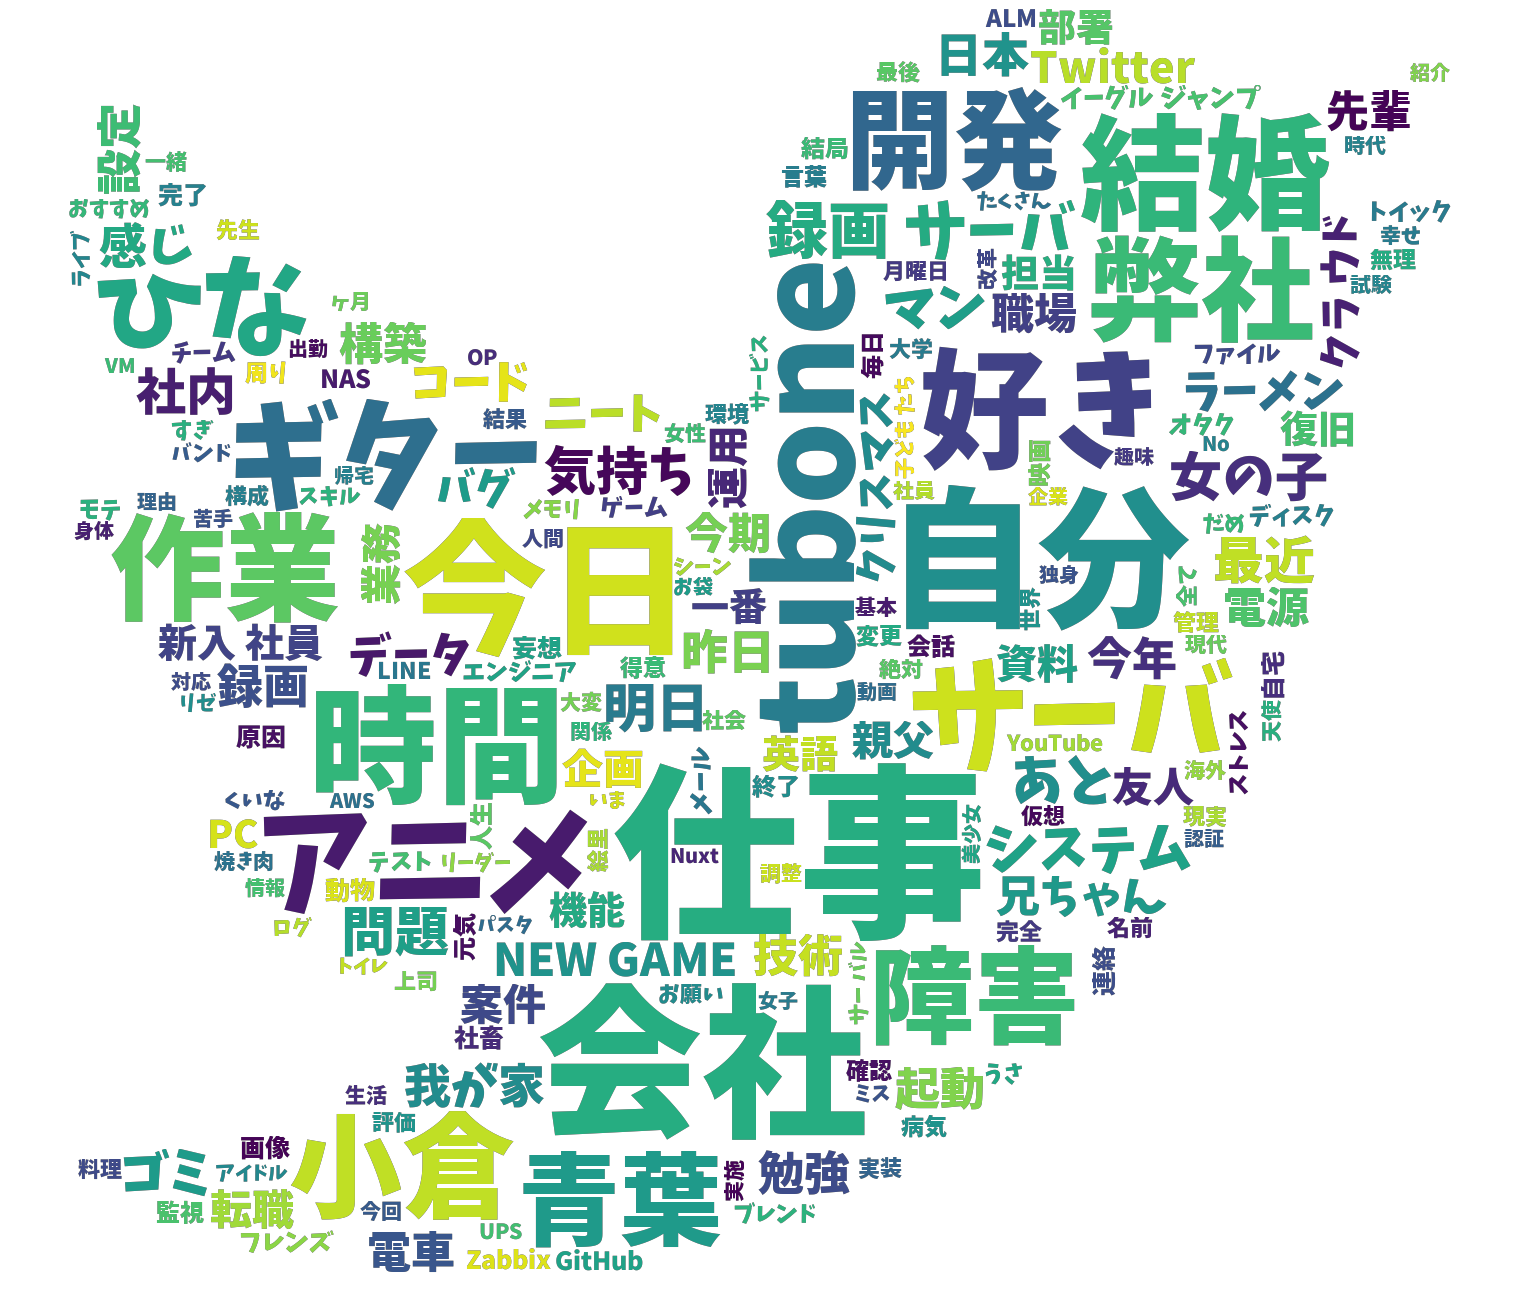 ALM
部署
日本
Twitter
最後
紹介
開発
イーグル ジャンプ
先輩
設定
結婚
一緒
結局
時代
言葉
完了
おすすめ
録画
サーバ
たくさん
トイック
感じ
先生
幸せ
ライブ
ひな
月曜日
改革
担当
弊社
クラウド
無理
試験
マン
職場
ヶ月
構築
tubone
チーム
出勤
OP
サービス
毎日
大学
好き
ファイル
VM
社内
周り
NAS
コード
ラーメン
ギター
結果
ニート
環境
クリスマスス
子どもたち
オタク
復旧
すぎ
女性
No
バンド
気持ち
運用
映画
趣味
女の子
帰宅
バグ
構成
スキル
社員
企業
モテ
理由
メモリ
ゲーム
自分
身体
苦手
作業
今日
人間
今期
だめ
ディスク
業務
シーン
お袋
独身
最近
全て
一番
基本
世界
電源
管理
新入 社員
データ
妄想
昨日
変更
会話
今年
現代
LINE
エンジニア
得意
絶対
資料
サーバ
自宅
対応
録画
リゼ
時間
大変
明日
動画
天使
原因
関係
社会
英語
親父
YouTube
ストレス
企画
メール
あと
友人
海外
くいな
AWS
いま
仕事
終了
仮想
現実
PC
アニメ
人生
美少女
システム
認証
焼き肉
テスト
リーダー
絵里
Nuxt
調整
情報
動物
機能
兄ちゃん
ログ
問題
元気
パスタ
完全
名前
トイレ
NEW GAME
技術
サーバル
障害
連絡
上司
案件
お願い
女子
社畜
会社
我が家
確認
ミス
起動
うさ
生活
評価
病気
画像
小倉
青葉
実施
勉強
実装
料理
ゴミ
アイドル
監視
転職
今回
ブレンド
フレンズ
電車
UPS
Zabbix
GitHub